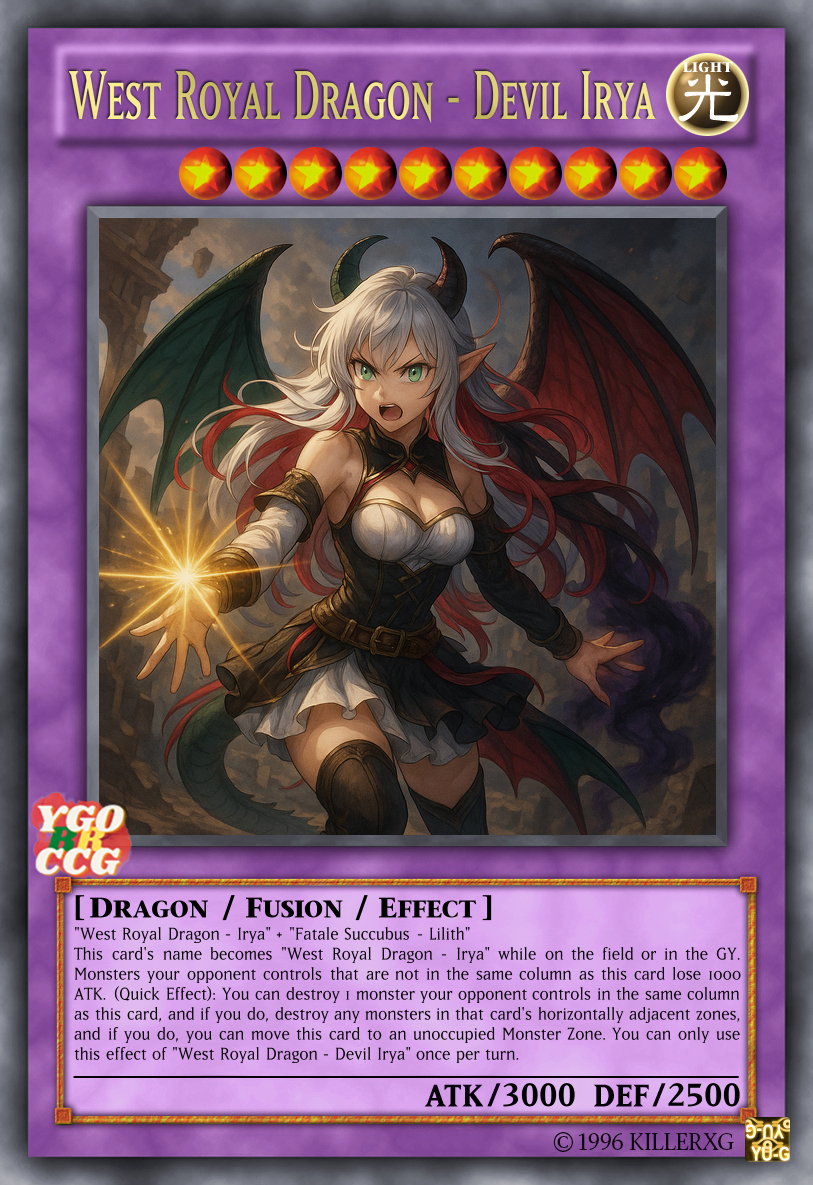 West Royal Dragon - Devil Irya
LIGHT
光
YGO
BR
CCG
[ Dragon / Fusion / Effect ]
"West Royal Dragon - Irya" + "Fatale Succubus - Lilith"
This card's name becomes "West Royal Dragon - Irya" while on the field or in the GY.
Monsters your opponent controls that are not in the same column as this card lose 1000
ATK. (Quick Effect): You can destroy 1 monster your opponent controls in the same column
as this card, and if you do, destroy any monsters in that card's horizontally adjacent zones,
and if you do, you can move this card to an unoccupied Monster Zone. You can only use
this effect of "West Royal Dragon - Devil Irya" once per turn.
ATK/3000 DEF/2500
© 1996 KILLERXG